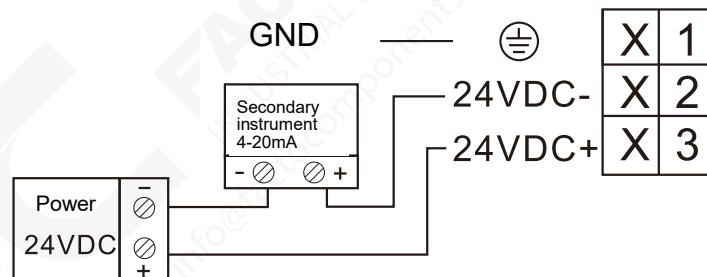 GND X 1
Secondary
instrument
4-20mA
24VDC- X 2
24VDC+ X 3
- +
Power
24VDC
-
+